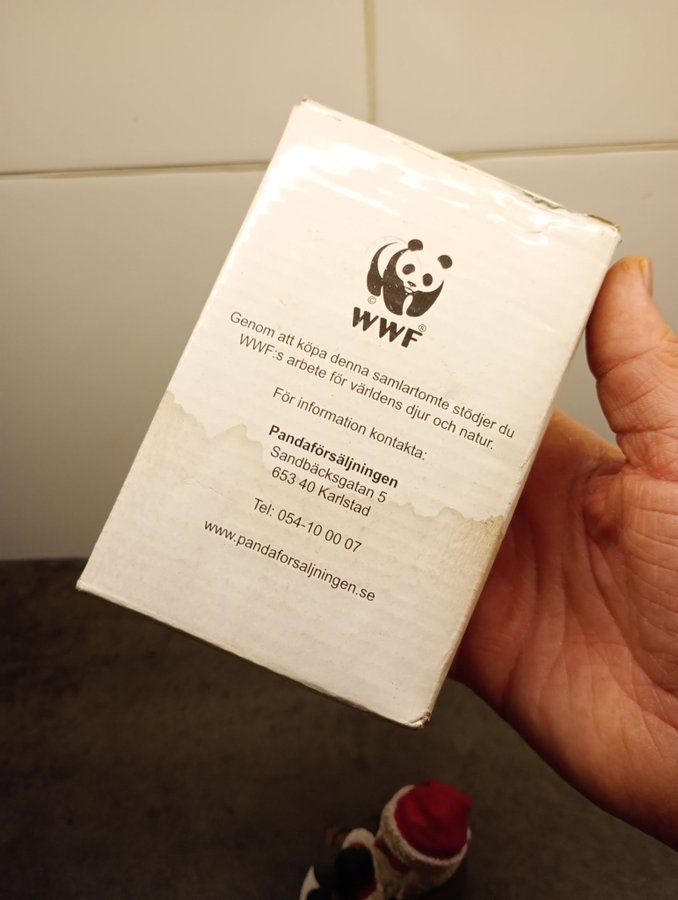 © ®
WWF
Genom att köpa denna samlartomte stödjer du
WWF:s arbete för världens djur och natur.
För information kontakta:
Pandaförsäljningen
Sandbäcksgatan 5
653 40 Karlstad
Tel: 054-10 00 07
www.pandaforsaljningen.se